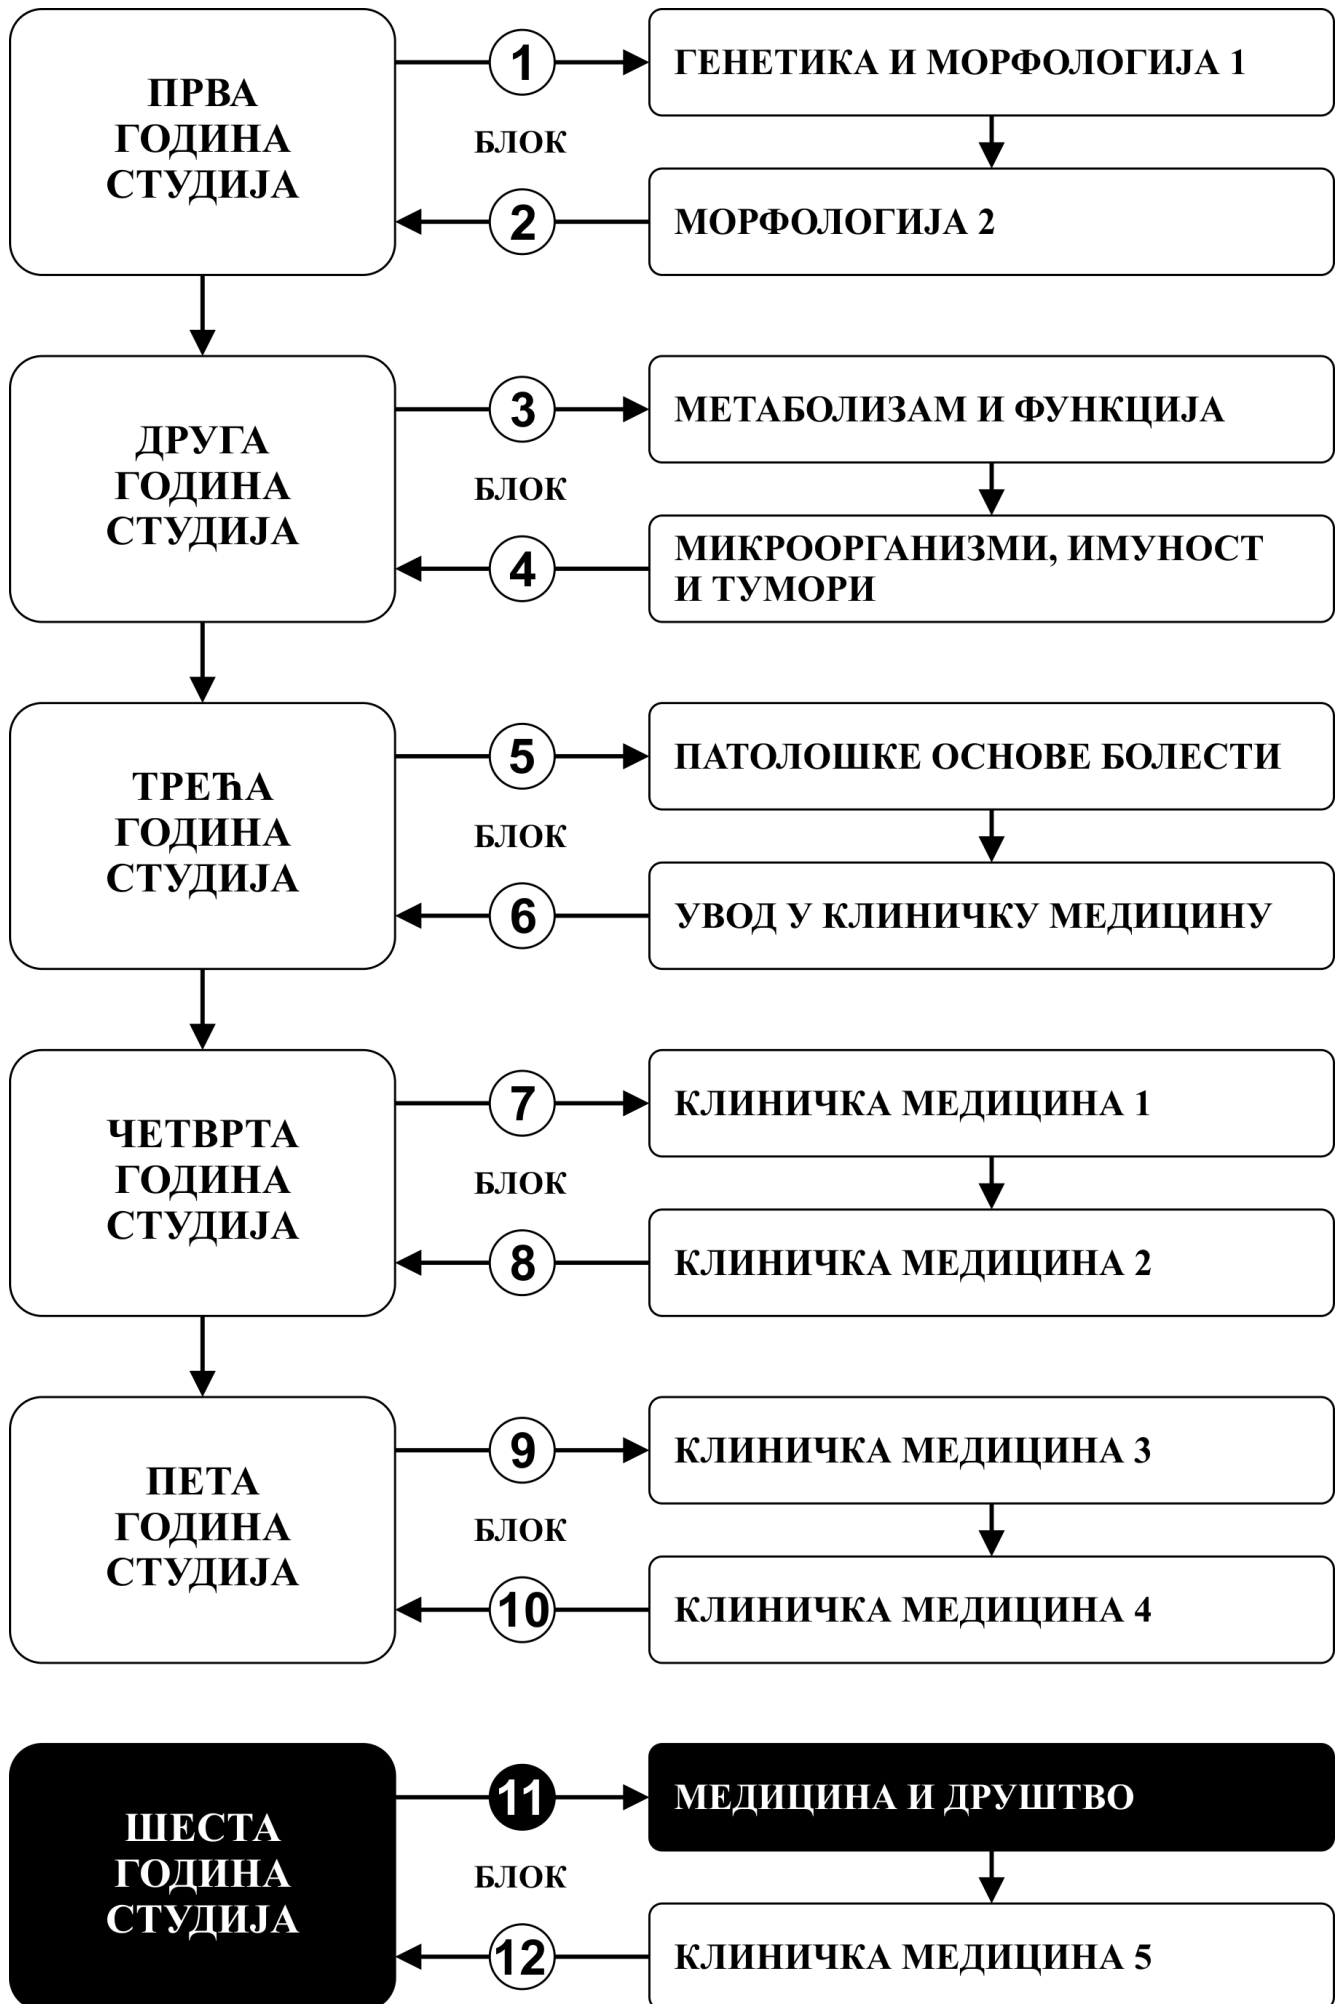 ПРВА
ГОДИНА
СТУДИЈА
1
ГЕНЕТИКА И МОРФОЛОГИЈА 1
БЛОК
2
МОРФОЛОГИЈА 2
ДРУГА
ГОДИНА
СТУДИЈА
3
МЕТАБОЛИЗАМ И ФУНКЦИЈА
БЛОК
4
МИКРООРГАНИЗМИ, ИМУНОСТ
И ТУМОРИ
ТРЕЋА
ГОДИНА
СТУДИЈА
5
ПАТОЛОШКЕ ОСНОВЕ БОЛЕСТИ
БЛОК
6
УВОД У КЛИНИЧКУ МЕДИЦИНУ
ЧЕТВРТА
ГОДИНА
СТУДИЈА
7
КЛИНИЧКА МЕДИЦИНА 1
БЛОК
8
КЛИНИЧКА МЕДИЦИНА 2
ПЕТА
ГОДИНА
СТУДИЈА
9
КЛИНИЧКА МЕДИЦИНА 3
БЛОК
10
КЛИНИЧКА МЕДИЦИНА 4
ШЕСТА
ГОДИНА
СТУДИЈА
11
МЕДИЦИНА И ДРУШТВО
БЛОК
12
КЛИНИЧКА МЕДИЦИНА 5